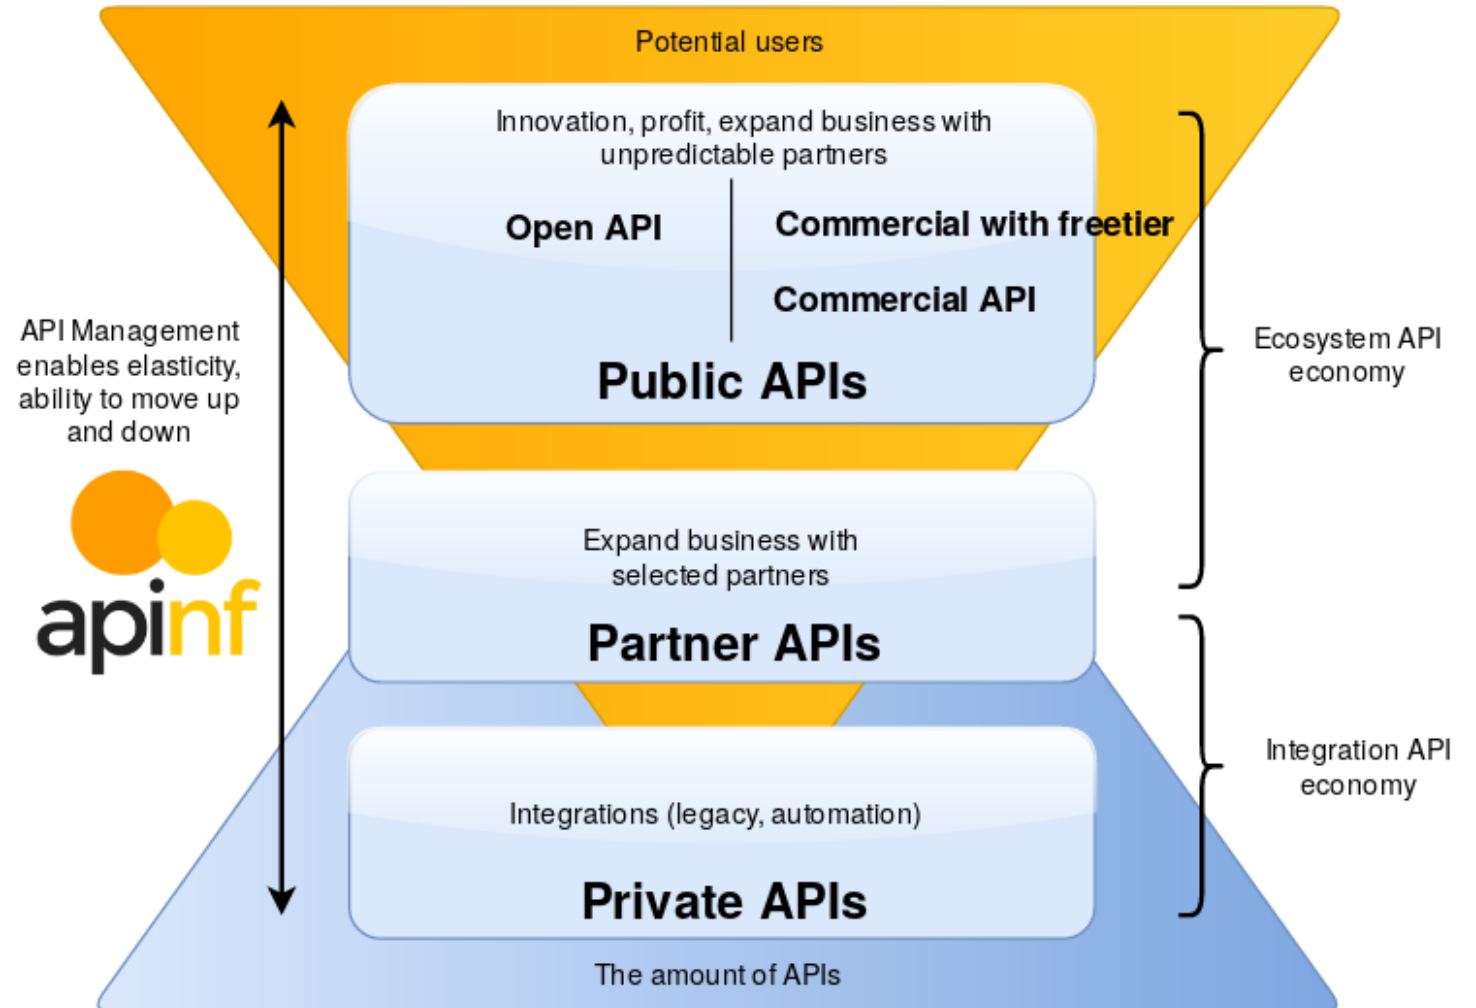 Potential users
Innovation, profit, expand business with
unpredictable partners
Open API
Commercial with freetier
Commercial API
Public APIs
API Management
enables elasticity,
ability to move up
and down
apinf
Ecosystem API
economy
Expand business with
selected partners
Partner APIs
Integration API
economy
Integrations (legacy, automation)
Private APIs
The amount of APIs